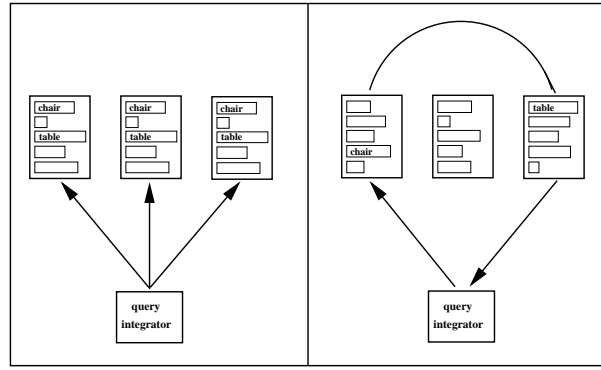 chair
table
chair
table
chair
table
query
integrator
chair
table
query
integrator